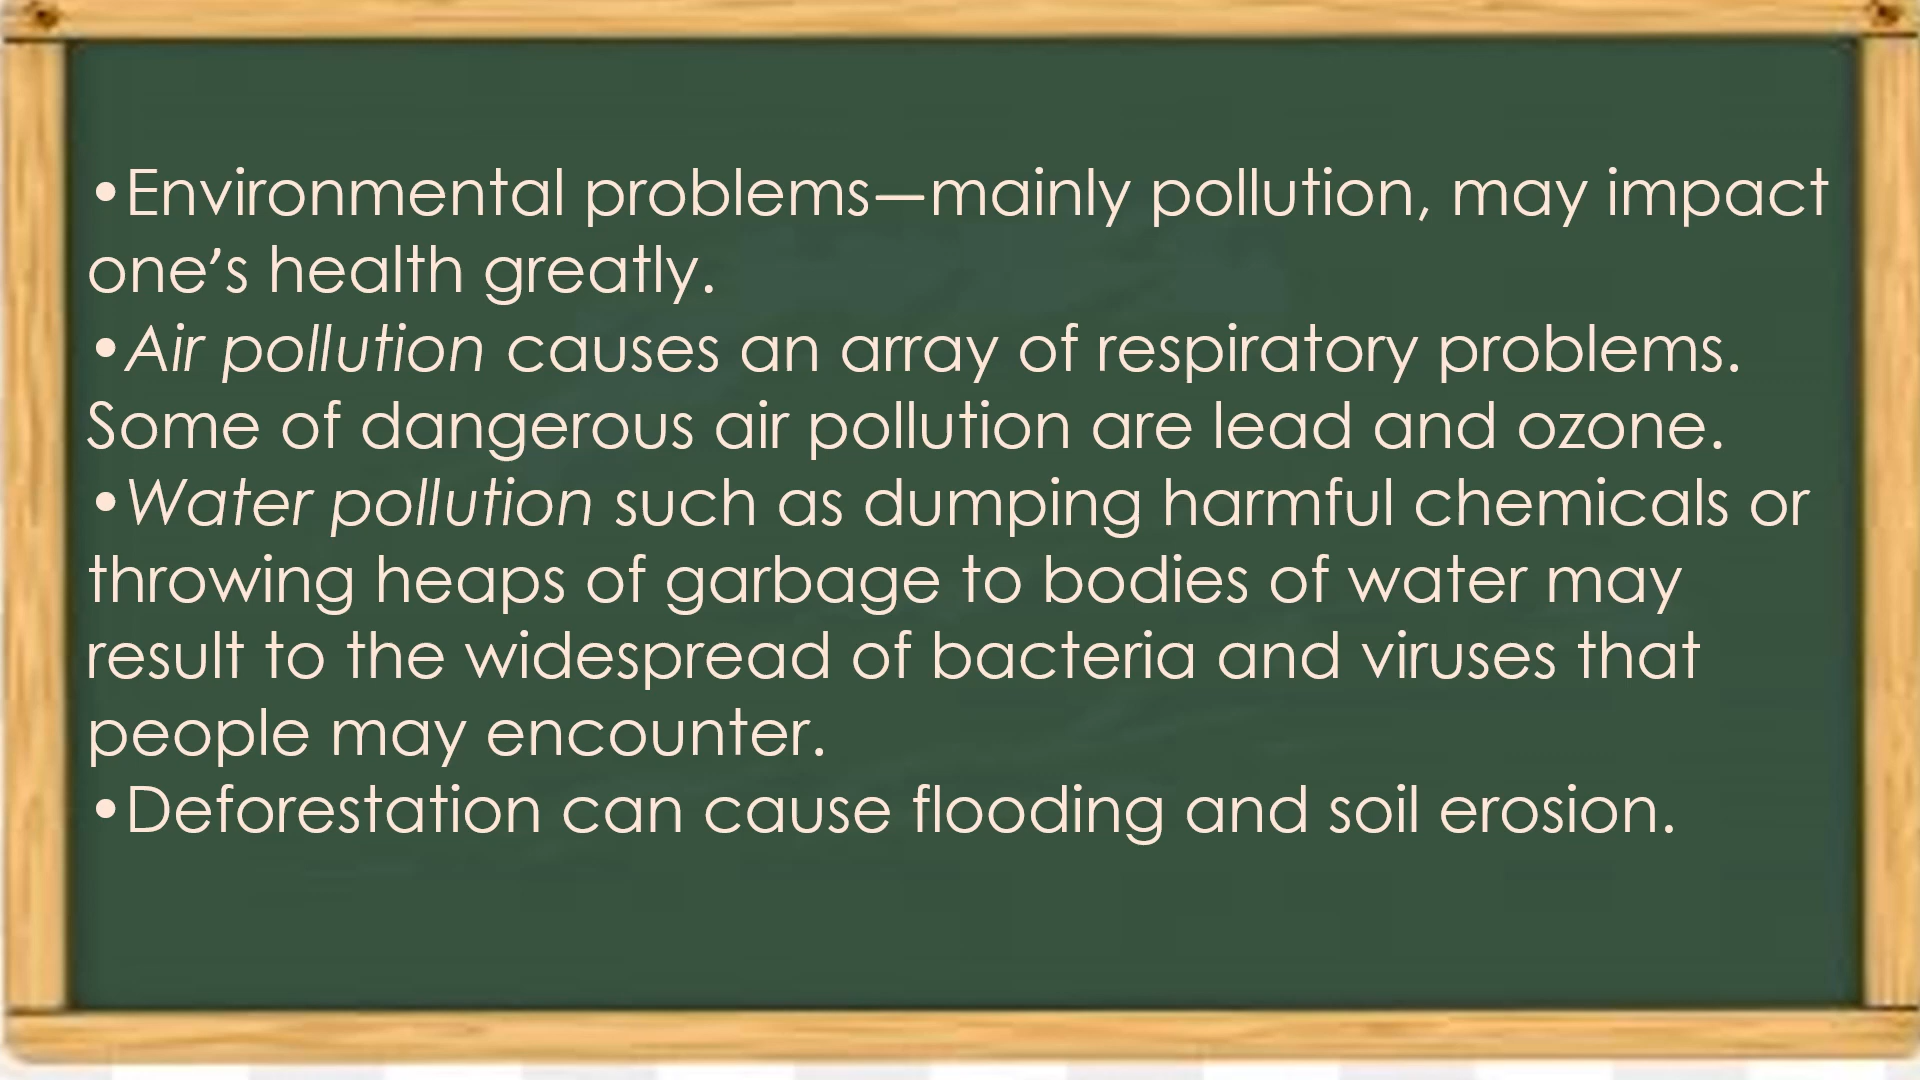 •Environmental problems—mainly pollution, may impact
one’s health greatly.
•Air pollution causes an array of respiratory problems.
Some of dangerous air pollution are lead and ozone.
•Water pollution such as dumping harmful chemicals or
throwing heaps of garbage to bodies of water may
result to the widespread of bacteria and viruses that
people may encounter.
•Deforestation can cause flooding and soil erosion.